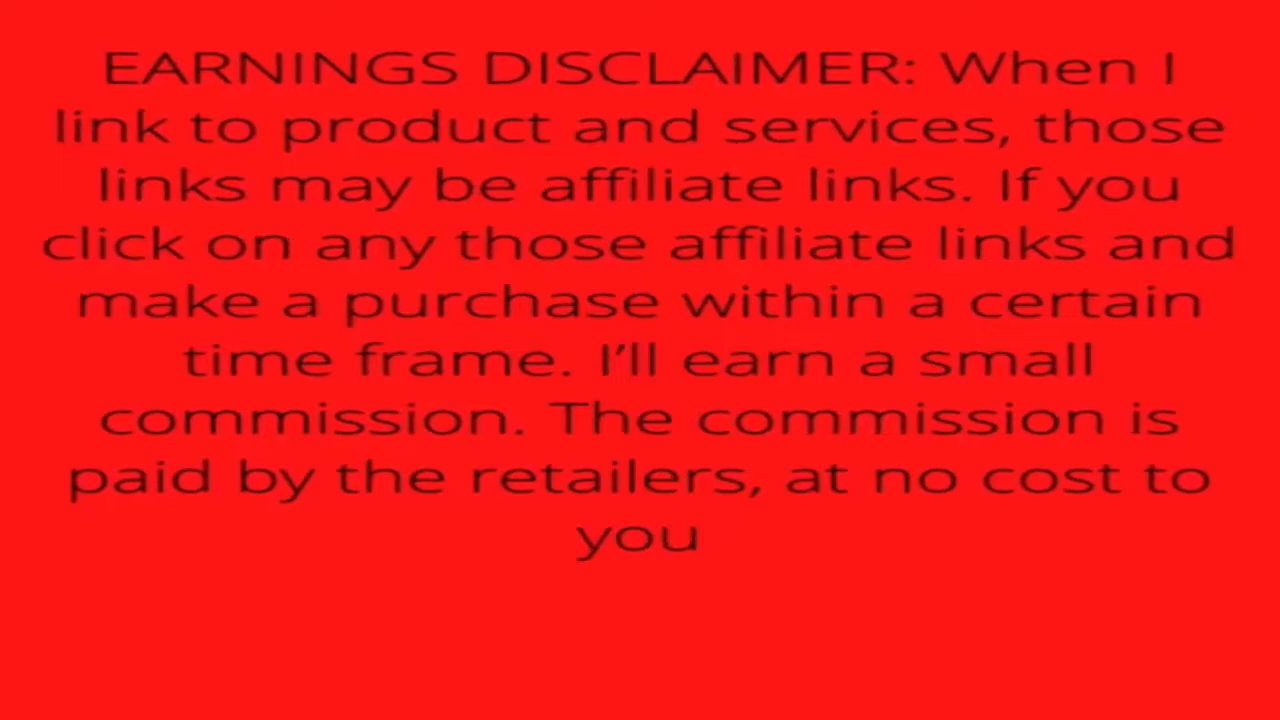 EARNINGS DISCLAIMER: When I
link to product and services, those
links may be affiliate links. If you
click on any those affiliate links and
make a purchase within a certain
time frame. I’ll earn a small
commission. The commission is
paid by the retailers, at no cost to
you